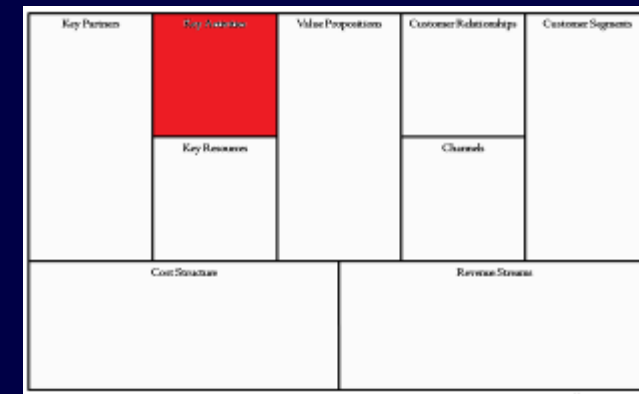 Key Partners
Key Activities
Value Propositions
Customer Relationships
Customer Segments
Key Resources
Channels
Cost Structure
Revenue Streams